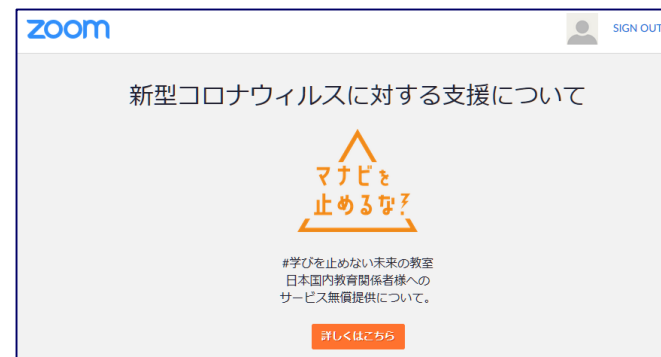 zoom
SIGN OUT
新型コロナウィルスに対する支援について
マナビを
止めるな!
#学びを止めない未来の教室
日本国内教育関係者様への
サービス無償提供について。
詳しくはこちら